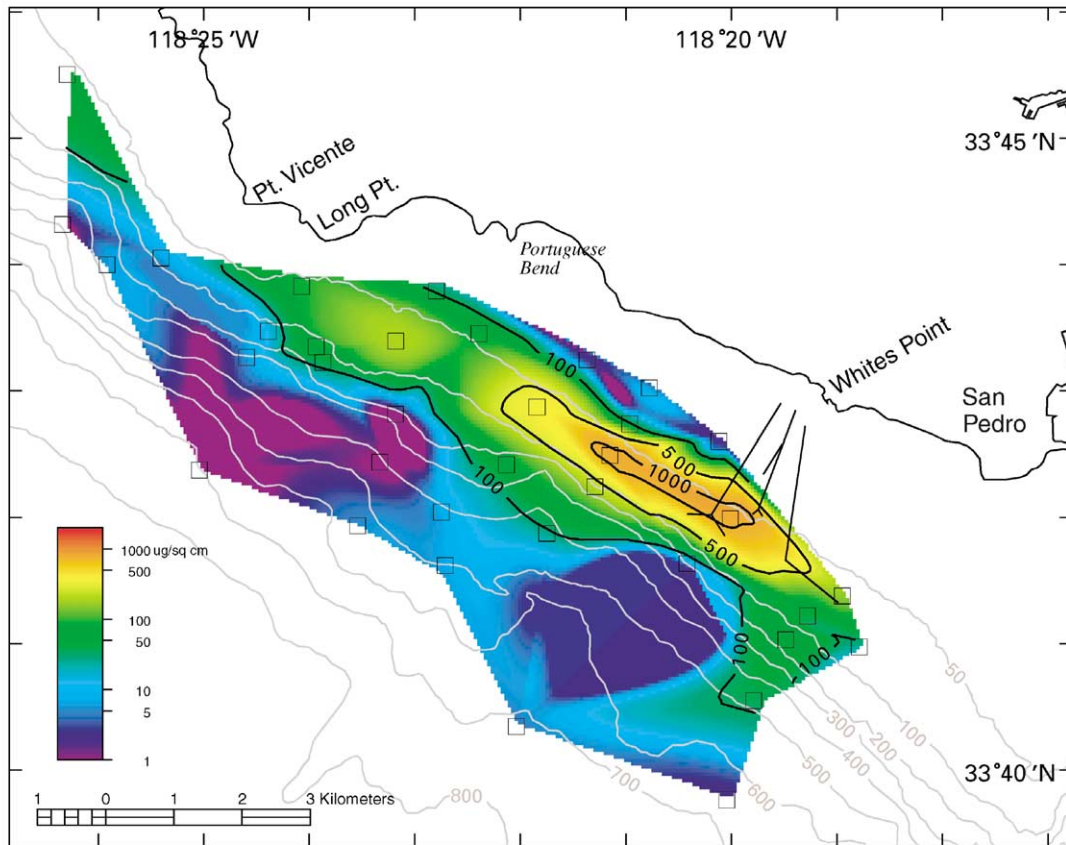 118°25 'W
118°20 'W
33°45 'N
Pt. Vicente
Long Pt.
Portuguese
Bend
Whites Point
San
Pedro
100
500
1000
500
100
100
100
50
100
200
300
400
500
600
700
800
1000 ug/sq cm
500
100
50
10
5
1
33°40 'N
1 0 1 2 3 Kilometers